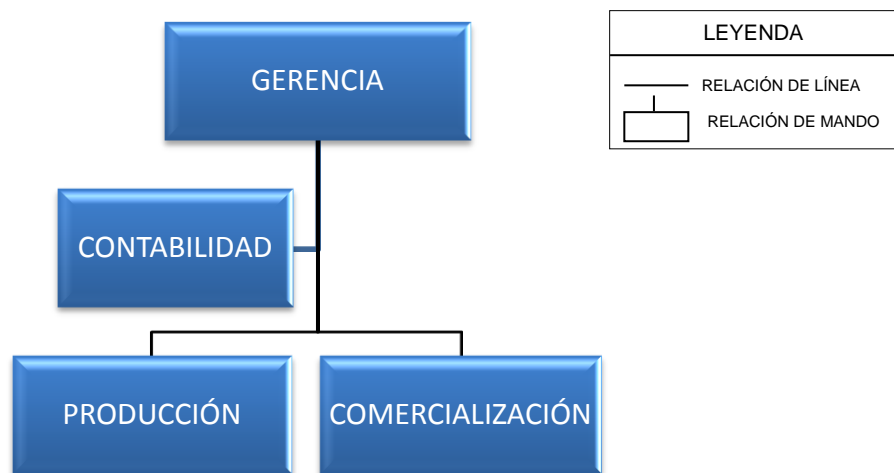 GERENCIA
LEYENDA
RELACIÓN DE LÍNEA
RELACIÓN DE MANDO
CONTABILIDAD
PRODUCCIÓN
COMERCIALIZACIÓN